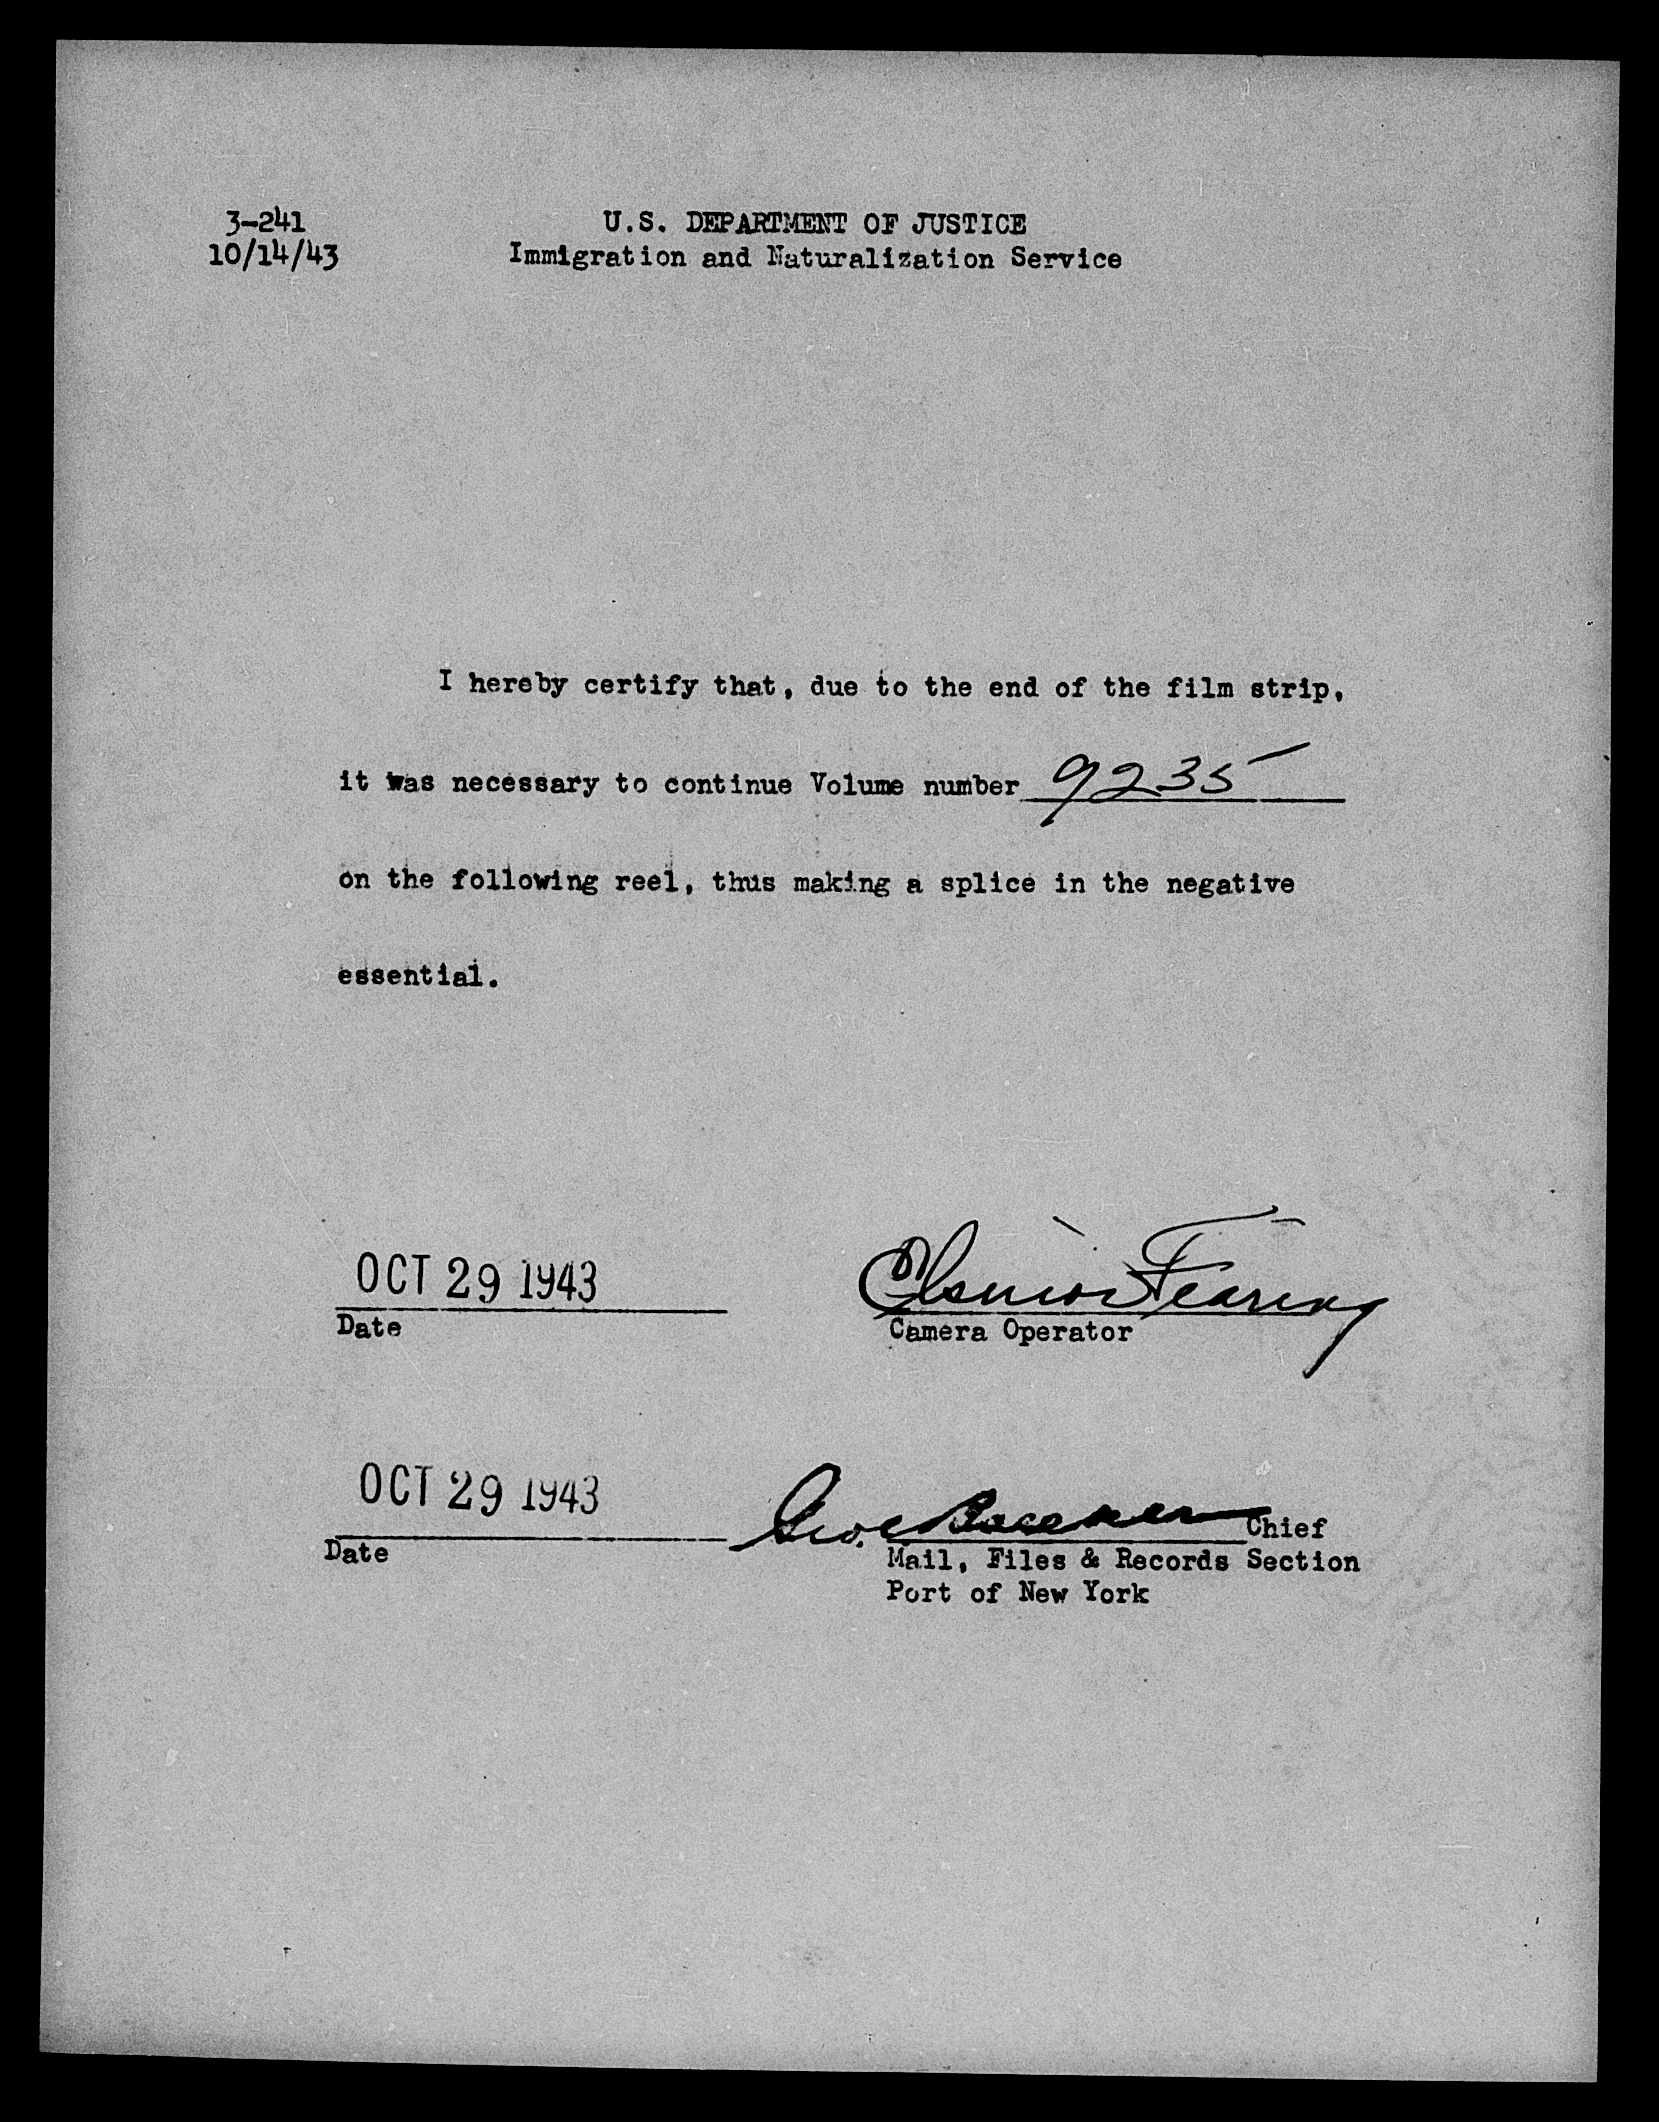 3-241
10/14/43
U.S. DEPARTMENT OF JUSTICE
Immigration and Naturalization Service
I hereby certify that, due to the end of the film strip,
it was necessary to continue Volume number 9235
on the following reel, thus making a splice in the negative
essential.
OCT 29 1943
Date
Fearing
Camera Operator
OCT 29 1943
Date
Geo. Chief
Mail, Files & Records Section
Port of New York